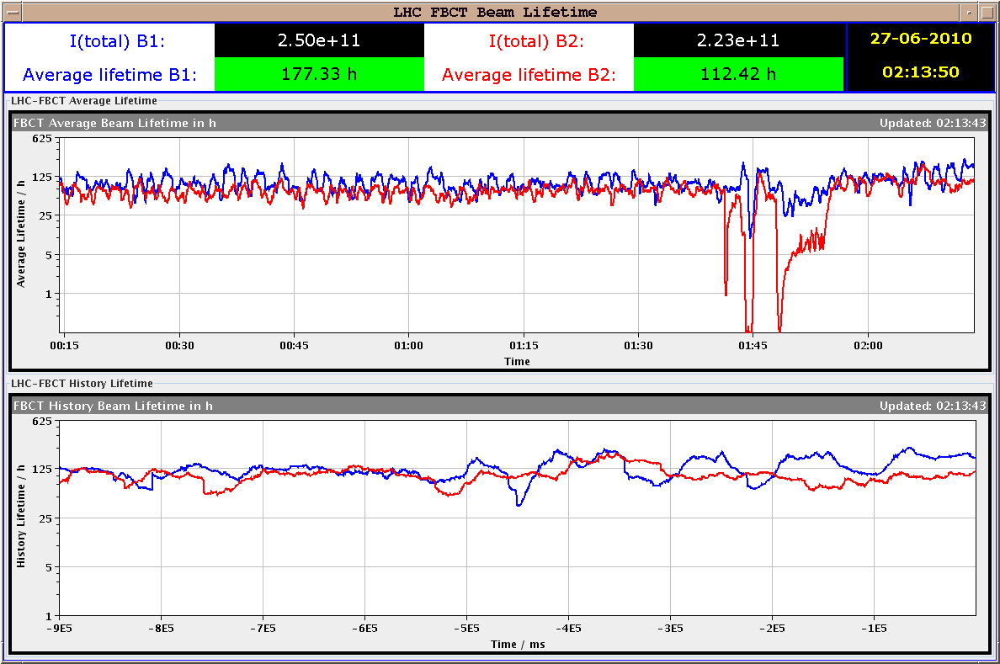 LHC FBCT Beam Lifetime
I(total) B1: 2.50e+11 I(total) B2: 2.23e+11 27-06-2010
Average lifetime B1: 177.33 h Average lifetime B2: 112.42 h 02:13:50
LHC-FBCT Average Lifetime
FBCT Average Beam Lifetime in h Updated: 02:13:43
625
125
25
5
1
Average Lifetime / h
00:15 00:30 00:45 01:00 01:15 01:30 01:45 02:00
Time
LHC-FBCT History Lifetime
FBCT History Beam Lifetime in h Updated: 02:13:43
625
125
25
5
1
History Lifetime / h
-9E5 -8E5 -7E5 -6E5 -5E5 -4E5 -3E5 -2E5 -1E5
Time / ms